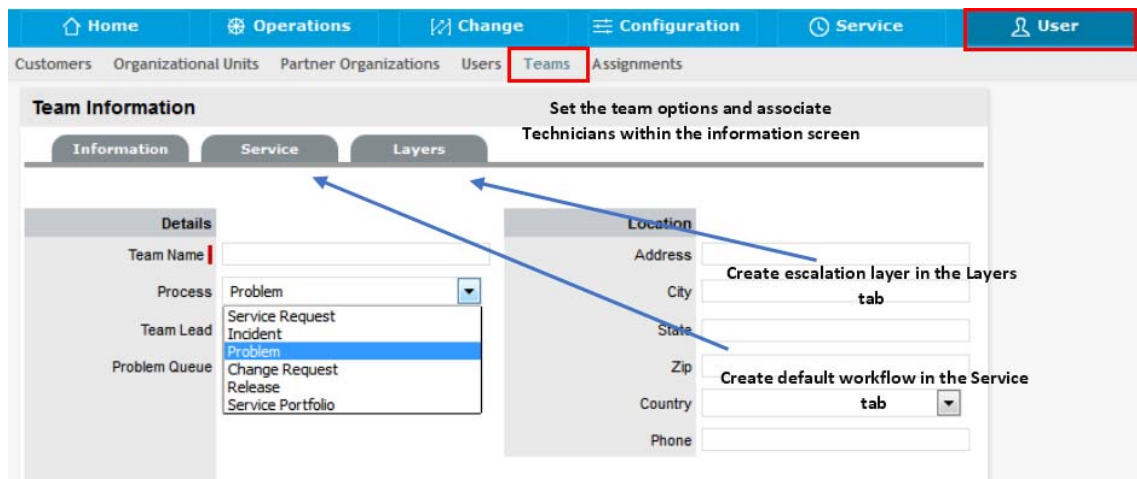 Home Operations Change Configuration Service User
Customers Organizational Units Partner Organizations Users Teams Assignments
Team Information
Set the team options and associate
Technicians within the information screen
Information Service Layers
Details
Team Name
Process Problem
Service Request
Incident
Problem
Change Request
Release
Service Portfolio
Team Lead
Problem Queue
Location
Address
Create escalation layer in the Layers
tab
City
State
Zip
Create default workflow in the Service
tab
Country
Phone